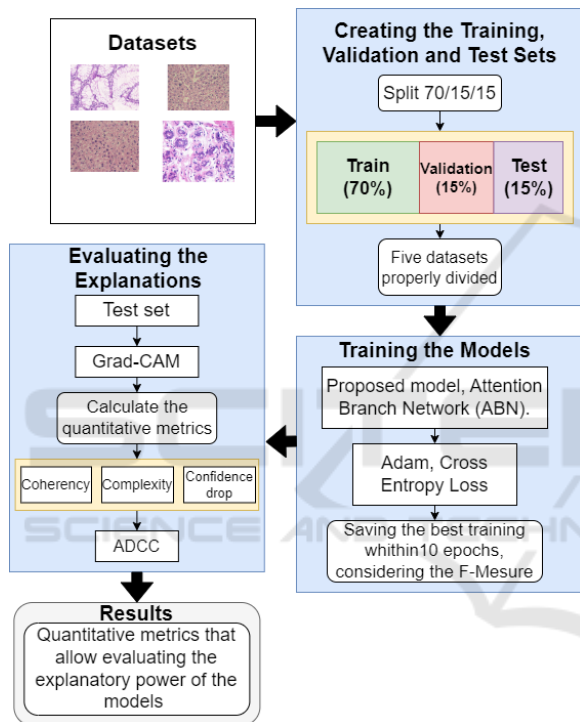 Datasets
Creating the Training,
Validation and Test Sets
Split 70/15/15
Train
(70%)
Validation
(15%)
Test
(15%)
Five datasets
properly divided
Training the Models
Proposed model, Attention
Branch Network (ABN).
Adam, Cross
Entropy Loss
Saving the best training
whithin10 epochs,
considering the F-Mesure
Evaluating the
Explanations
Test set
Grad-CAM
Calculate the
quantitative metrics
Coherency
Complexity
Confidence
drop
ADCC
Results
Quantitative metrics that
allow evaluating the
explanatory power of the
models